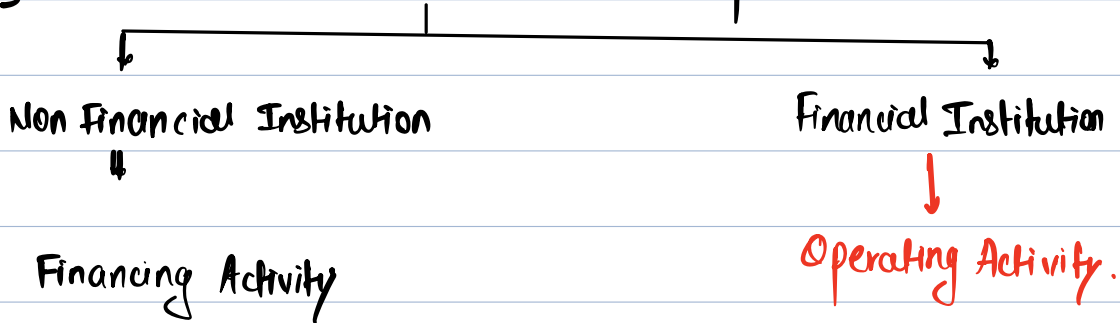 Non Financial Institution
Financial Institution
Financing Activity
Operating Activity.